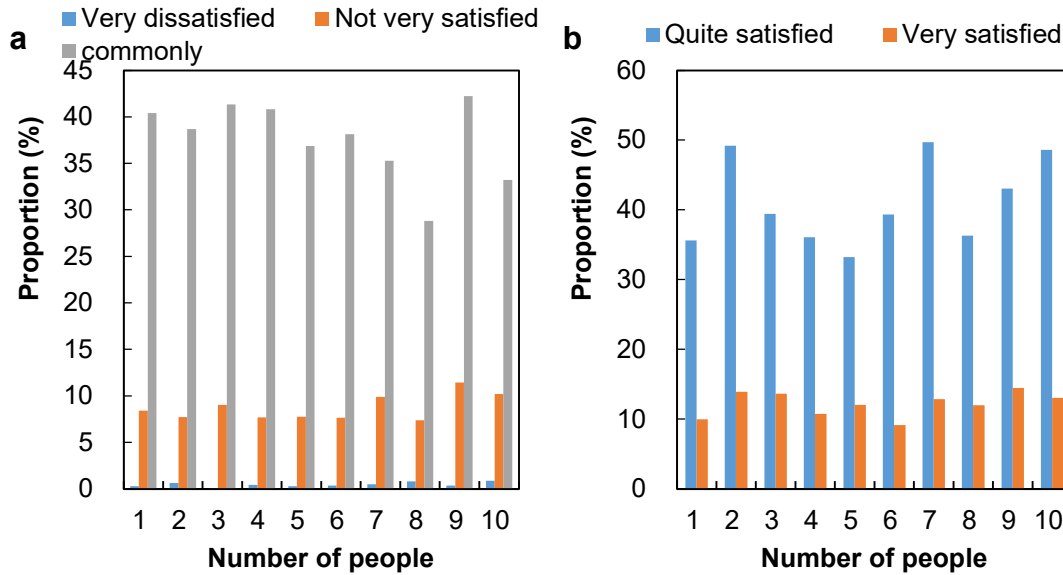 a
Very dissatisfied Not very satisfied
commonly
45
40
35
30
25
20
15
10
5
0
Proportion (%)
1 2 3 4 5 6 7 8 9 10
Number of people
b
Quite satisfied Very satisfied
60
50
40
30
20
10
0
Proportion (%)
1 2 3 4 5 6 7 8 9 10
Number of people